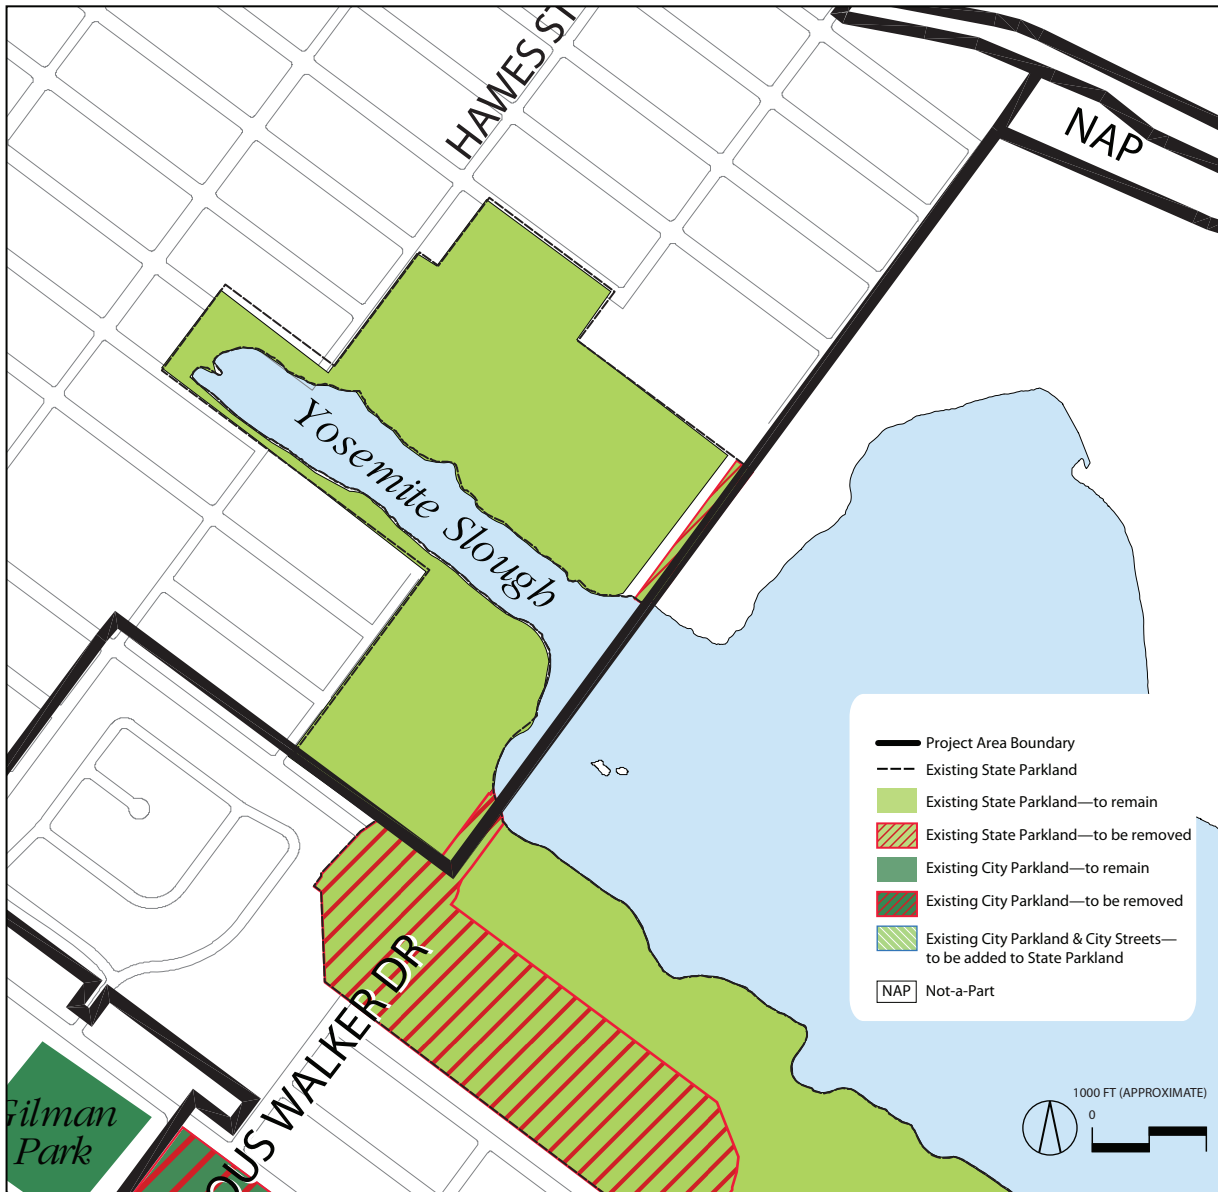 HAWES ST
NAP
Yosemite Slough
Project Area Boundary
Existing State Parkland
Existing State Parkland—to remain
Existing State Parkland—to be removed
Existing City Parkland—to remain
Existing City Parkland—to be removed
Existing City Parkland & City Streets—
to be added to State Parkland
NAP Not-a-Part
1000 FT (APPROXIMATE)
0
OUS WALKER DR
Gilman
Park